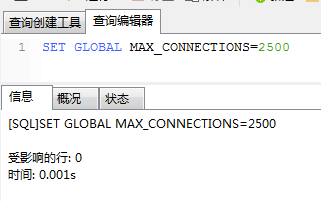 查询创建工具 查询编辑器
1 SET GLOBAL MAX_CONNECTIONS=2500
信息 概况 状态
[SQL]SET GLOBAL MAX_CONNECTIONS=2500
受影响的行: 0
时间: 0.001s